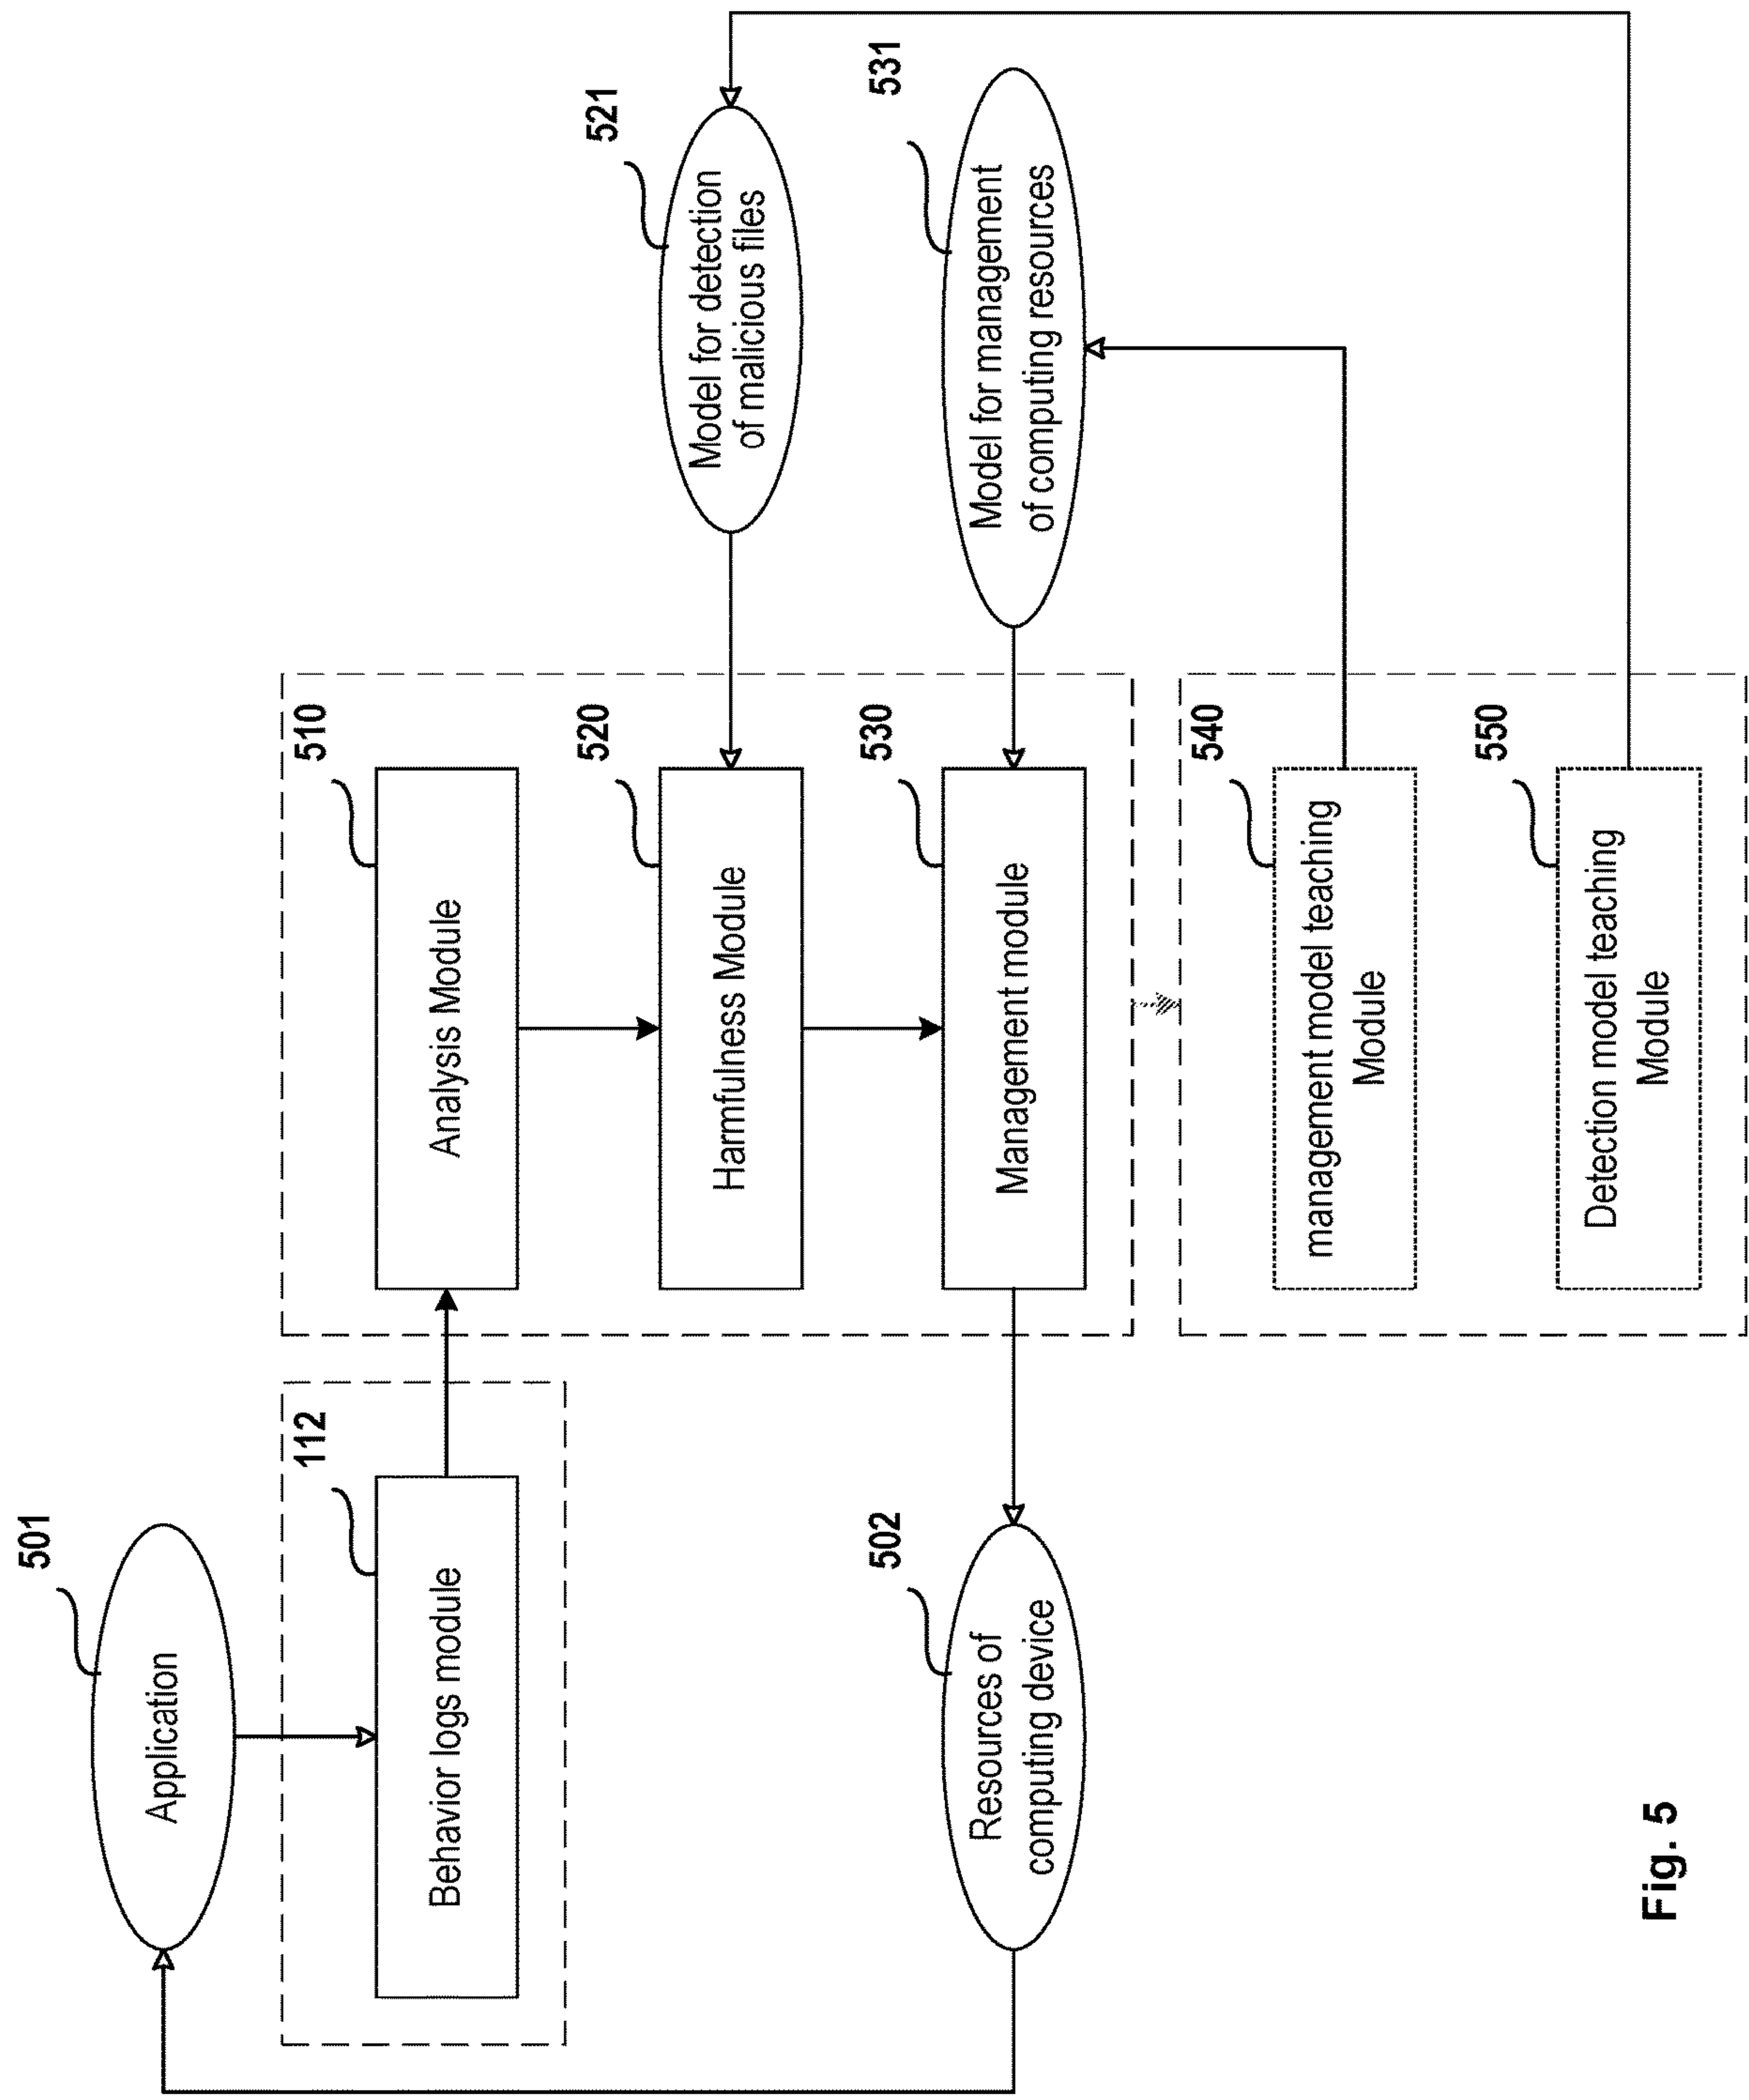 501
Application
112
Behavior logs module
502
Resources of
computing device
510
Analysis Module
520
Harmfulness Module
530
Management module
521
Model for detection
of malicious files
531
Model for management
of computing resources
540
management model teaching
Module
550
Detection model teaching
Module
Fig. 5